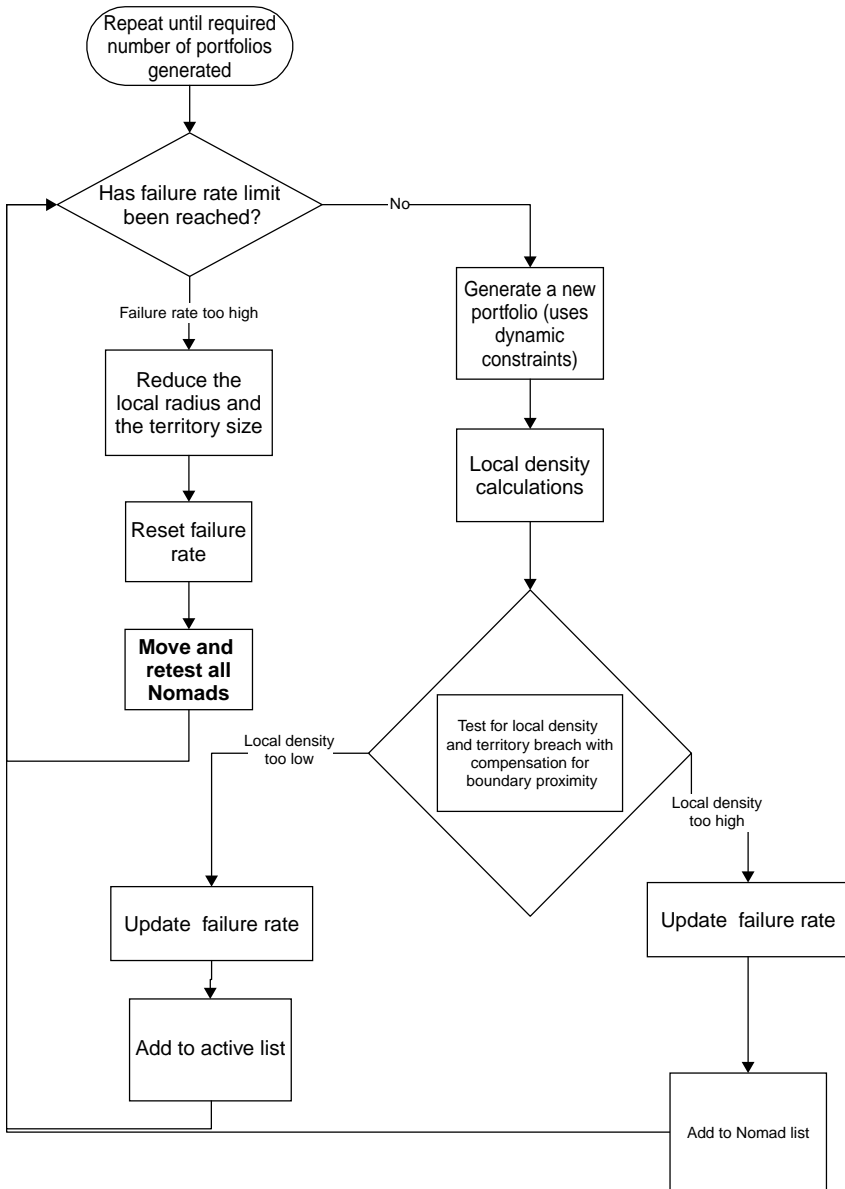 Repeat until required
number of portfolios
generated
Has failure rate limit
been reached?
No
Failure rate too high
Generate a new
portfolio (uses
dynamic
constraints)
Reduce the
local radius and
the territory size
Local density
calculations
Reset failure
rate
Move and
retest all
Nomads
Test for local density
and territory breach with
compensation for
boundary proximity
Local density
too low
Local density
too high
Update failure rate
Update failure rate
Add to active list
Add to Nomad list